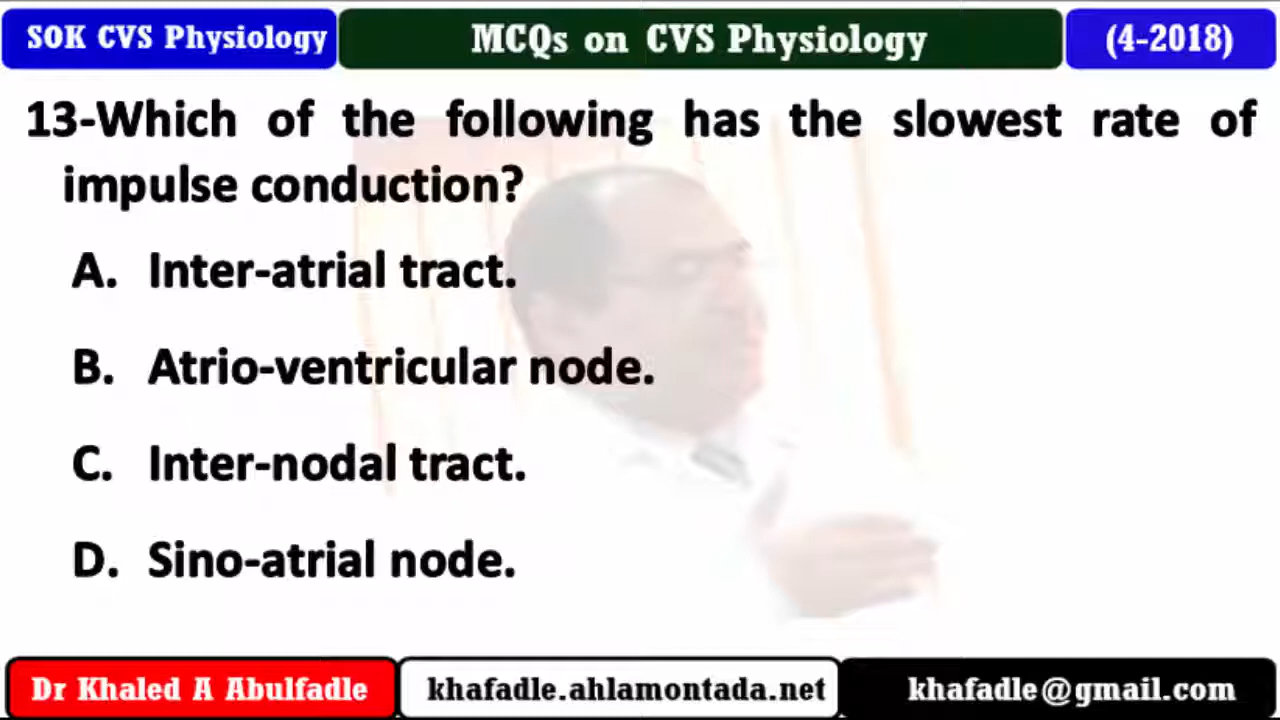 SOK CVS Physiology
MCQs on CVS Physiology
(4-2018)
13-Which of the following has the slowest rate of
impulse conduction?
A. Inter-atrial tract.
B. Atrio-ventricular node.
C. Inter-nodal tract.
D. Sino-atrial node.
Dr Khaled A Abulfadle
khafadle.ahlamontada.net
khafadle@gmail.com